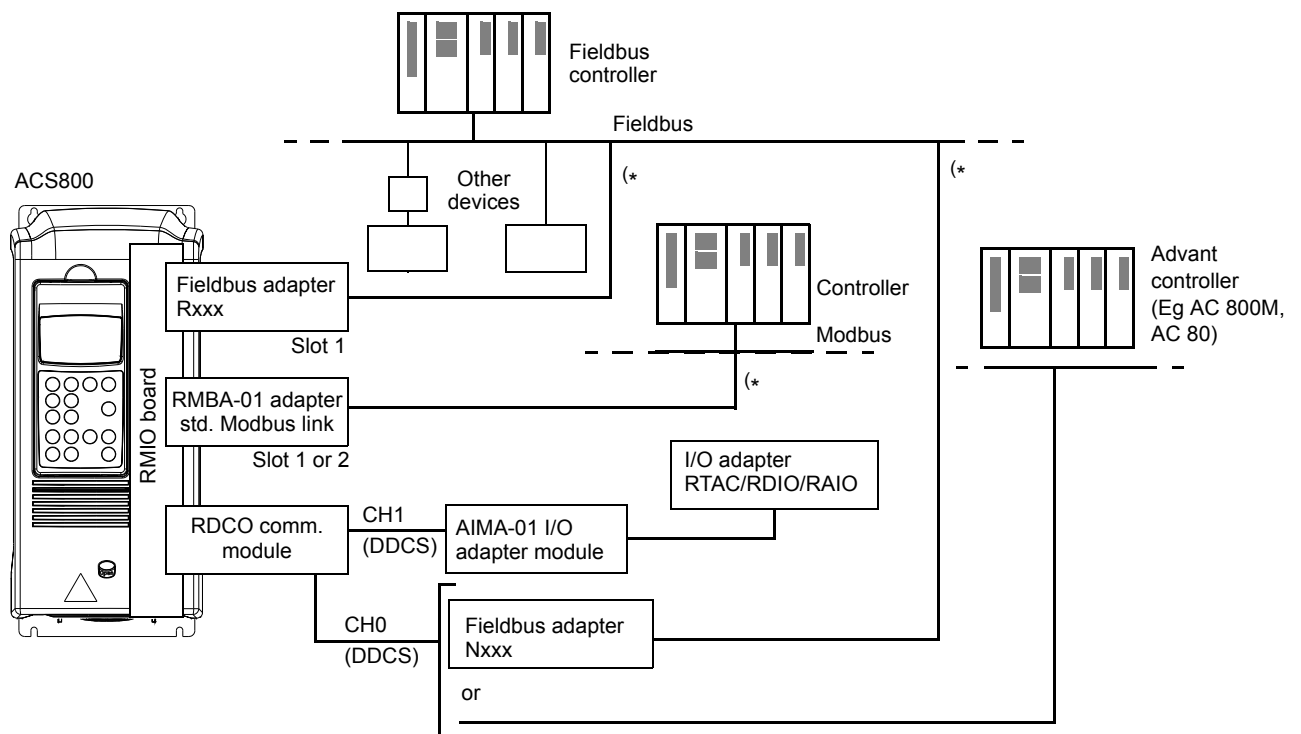 Fieldbus
controller
Fieldbus
(*
(*
Other
devices
ACS800
Fieldbus adapter
Rxxx
Slot 1
Controller
Modbus
(*
Advant
controller
(Eg AC 800M,
AC 80)
RMIO board
RMBA-01 adapter
std. Modbus link
Slot 1 or 2
I/O adapter
RTAC/RDIO/RAIO
RDCO comm.
module
CH1
(DDCS)
AIMA-01 I/O
adapter module
CH0
(DDCS)
Fieldbus adapter
Nxxx
or